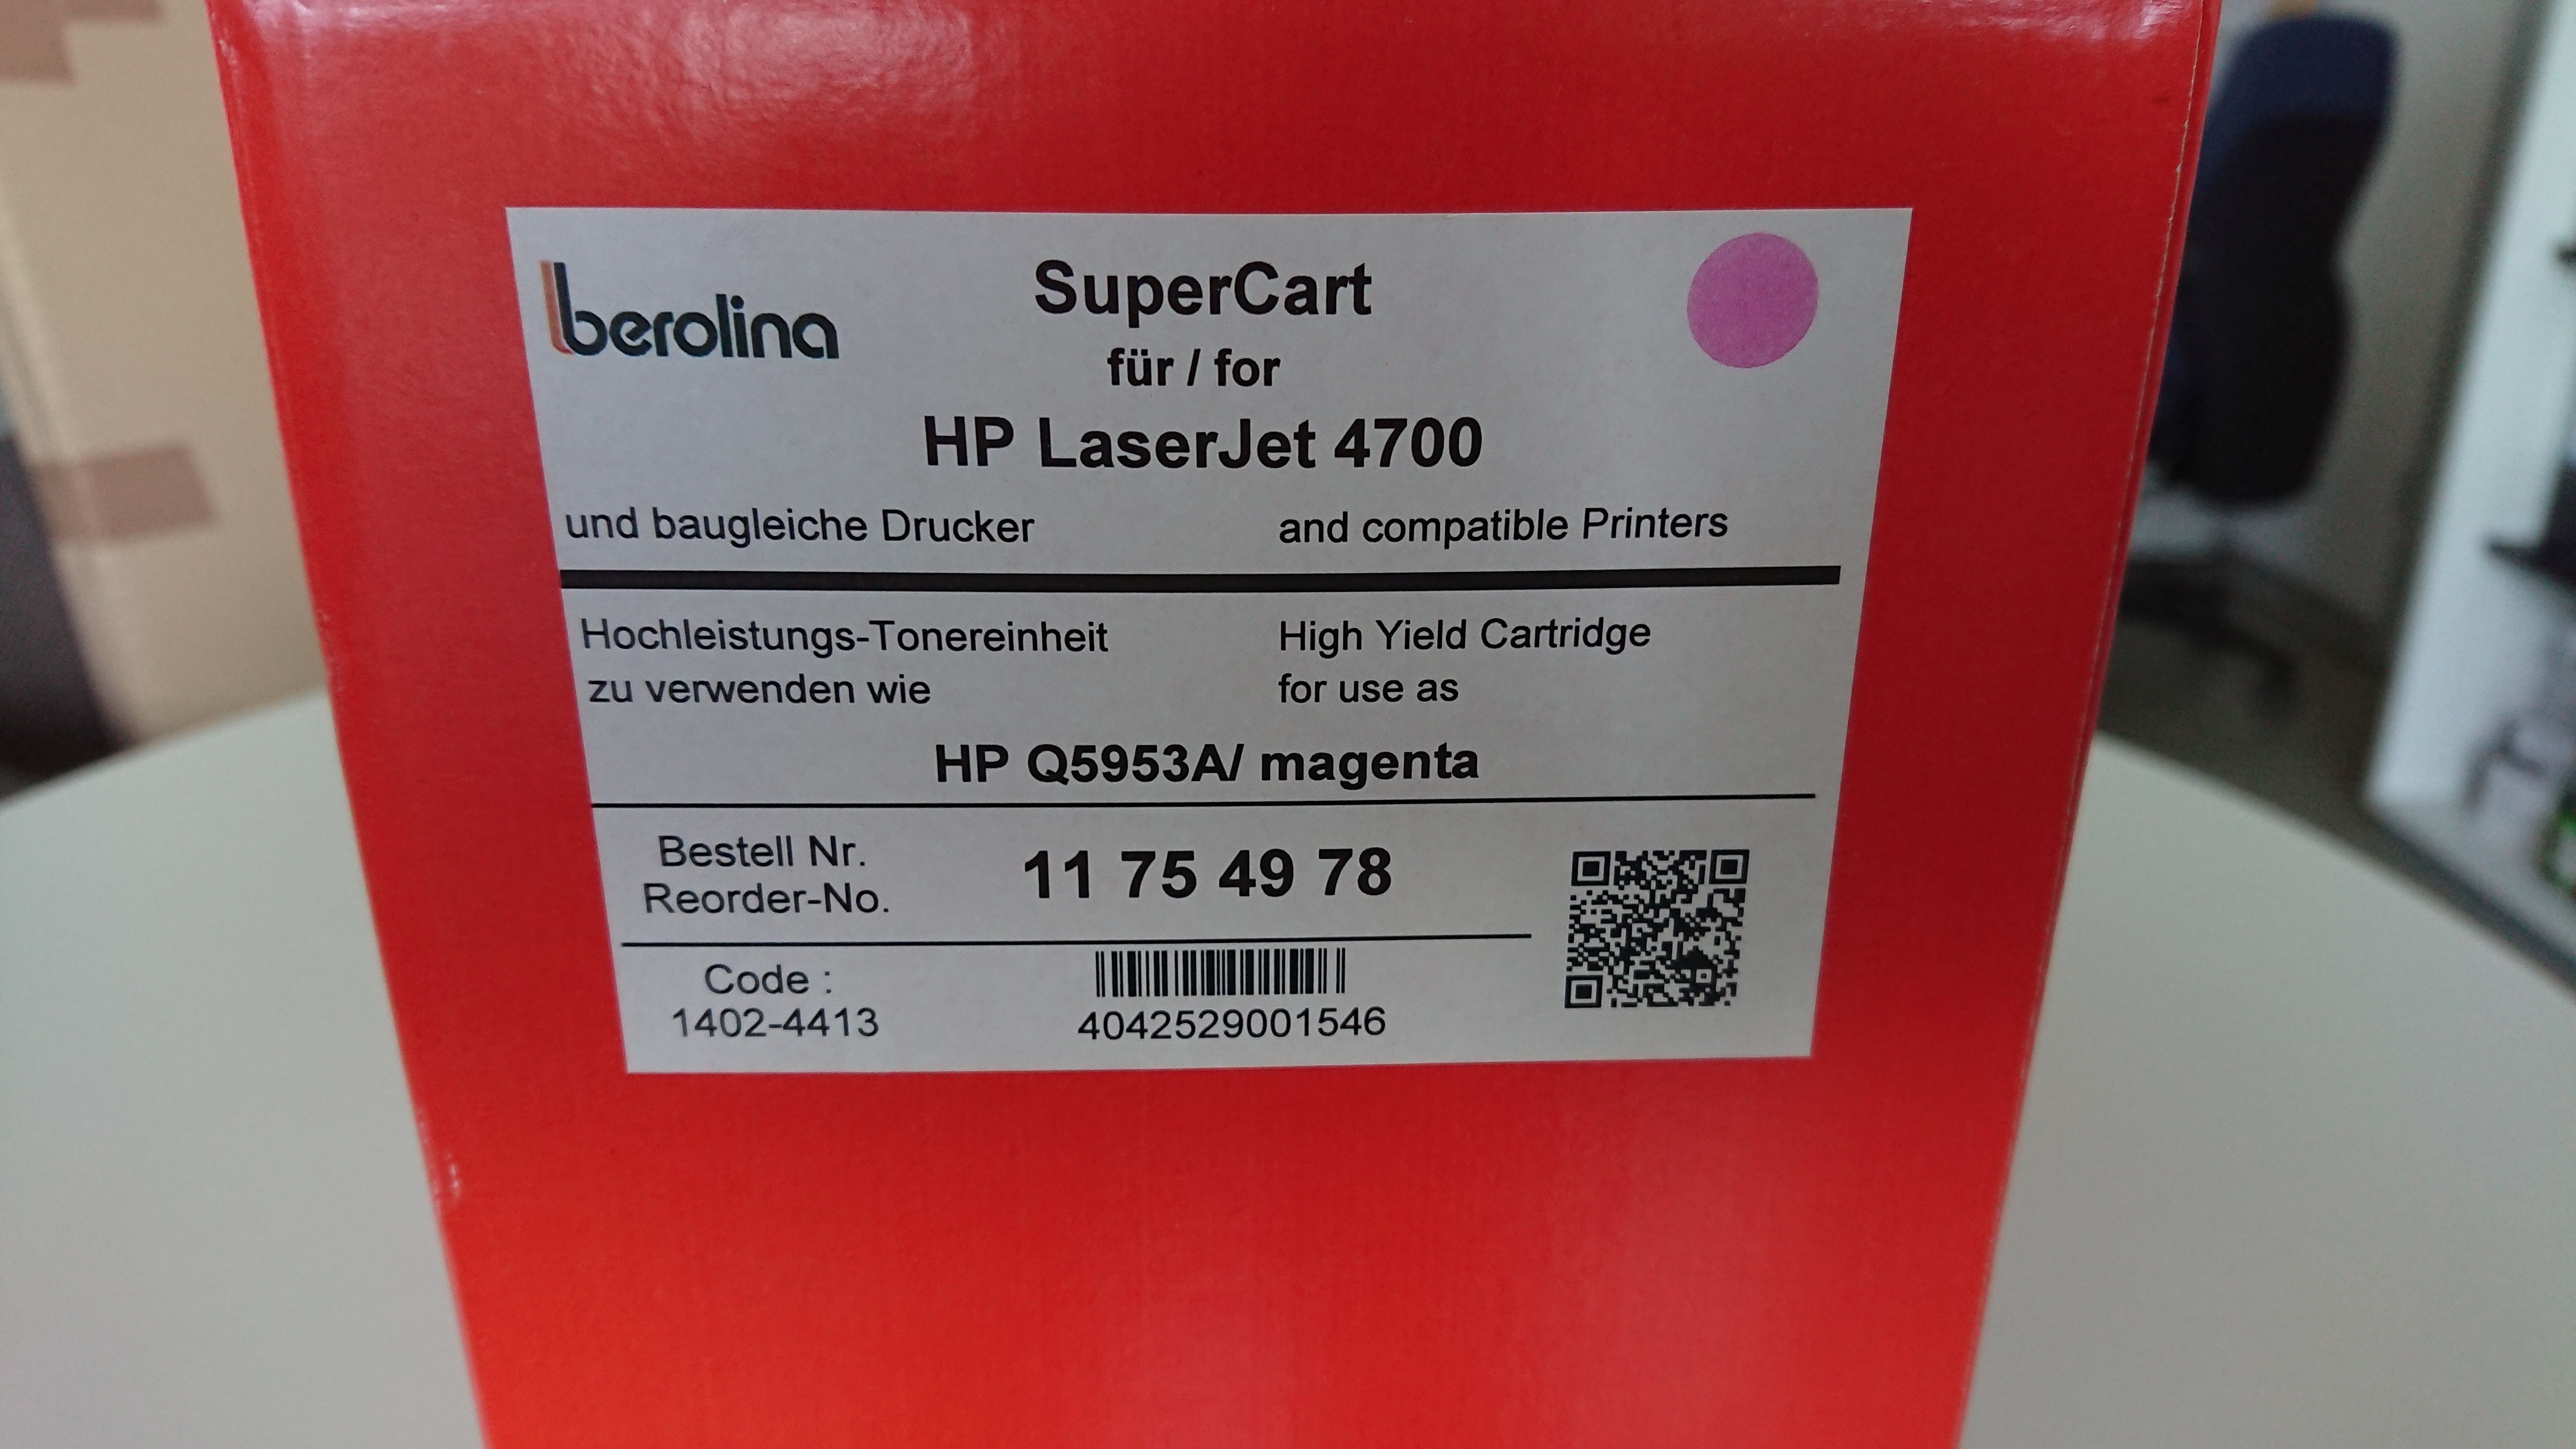 berolina
SuperCart
für / for
HP LaserJet 4700
und baugleiche Drucker and compatible Printers
Hochleistungs-Tonereinheit High Yield Cartridge
zu verwenden wie for use as
HP Q5953A/ magenta
Bestell Nr.
Reorder-No.
11 75 49 78
Code :
1402-4413
4042529001546